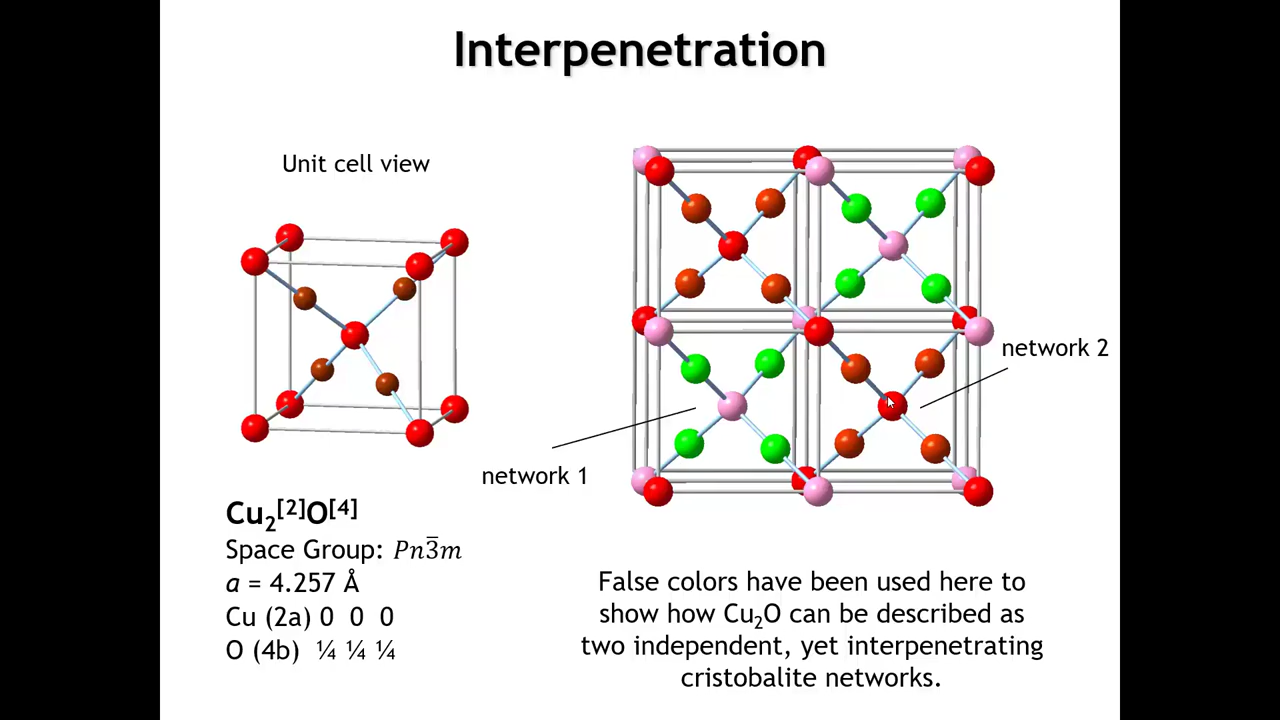 Interpenetration
Unit cell view
network 2
network 1
Cu₂[2]O[4]
Space Group: Pn3̅m
a = 4.257 Å
Cu (2a) 0 0 0
O (4b) ¼ ¼ ¼
False colors have been used here to
show how Cu₂O can be described as
two independent, yet interpenetrating
cristobalite networks.